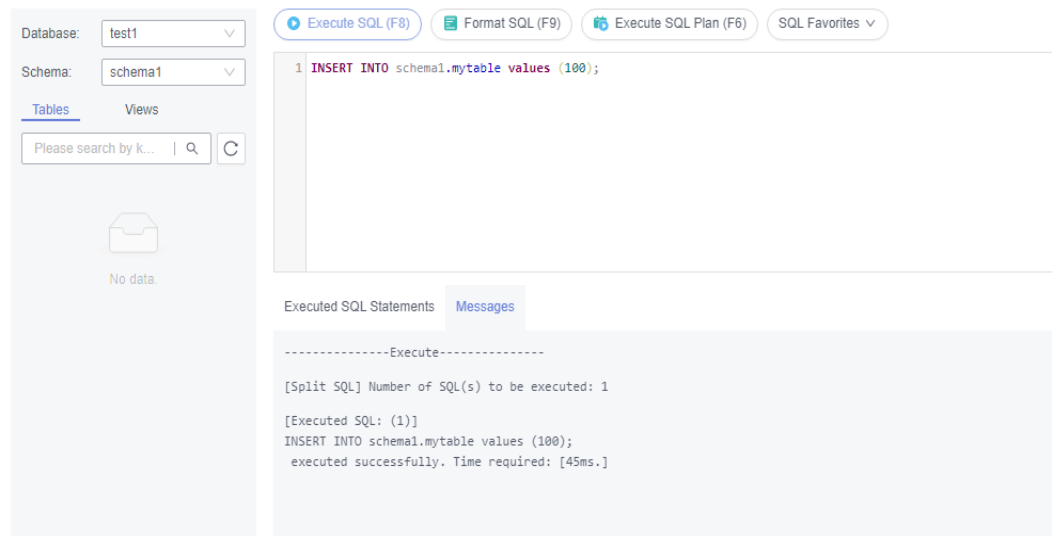 Database: test1
Schema: schema1
Tables Views
Please search by k...
No data.
Execute SQL (F8) Format SQL (F9) Execute SQL Plan (F6) SQL Favorites
1 INSERT INTO schema1.mytable values (100);
Executed SQL Statements Messages
---------------Execute---------------
[Split SQL] Number of SQL(s) to be executed: 1
[Executed SQL: (1)]
INSERT INTO schema1.mytable values (100);
executed successfully. Time required: [45ms.]